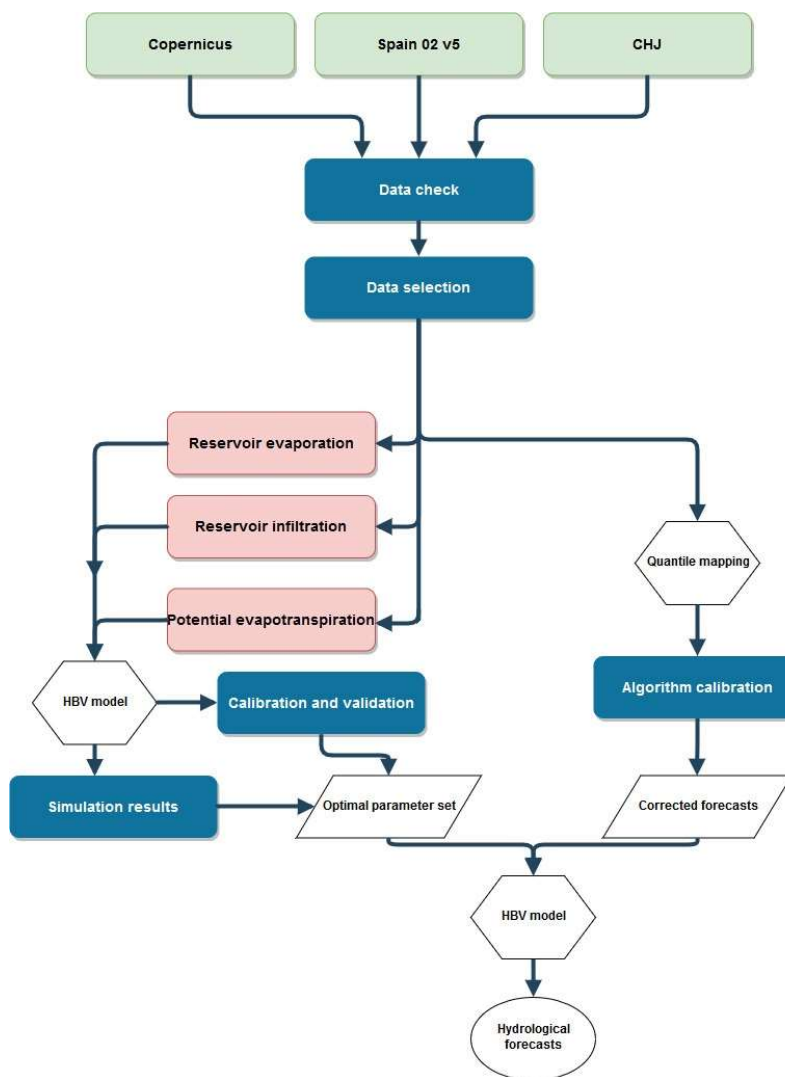 Copernicus
Spain 02 v5
CHJ
Data check
Data selection
Reservoir evaporation
Reservoir infiltration
Quantile mapping
Potential evapotranspiration
HBV model
Calibration and validation
Algorithm calibration
Simulation results
Optimal parameter set
Corrected forecasts
HBV model
Hydrological
forecasts